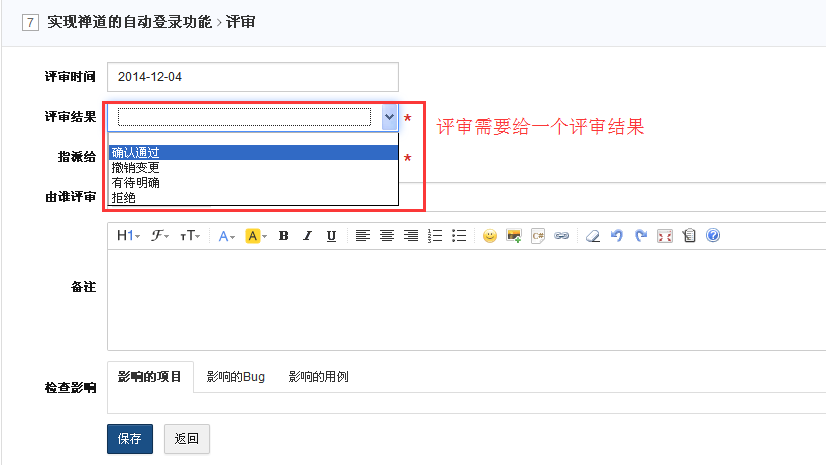 7 实现禅道的自动登录功能 › 评审
评审时间 2014-12-04
评审结果 * 评审需要给一个评审结果
确认通过
指派给 *
撤销变更
有待明确
由谁评审
拒绝
H1 ℱ тT A A B I U C#
备注
检查影响 影响的项目 影响的Bug 影响的用例
保存 返回